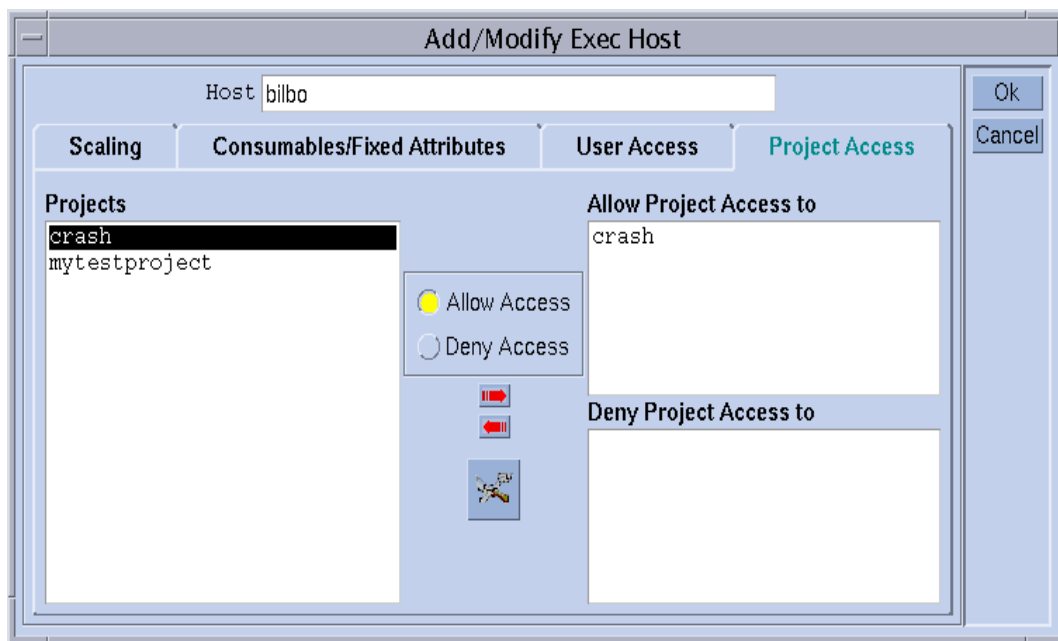 Add/Modify Exec Host
Host bilbo
Ok
Cancel
Scaling Consumables/Fixed Attributes User Access Project Access
Projects
crash
mytestproject
Allow Access
Deny Access
Allow Project Access to
crash
Deny Project Access to